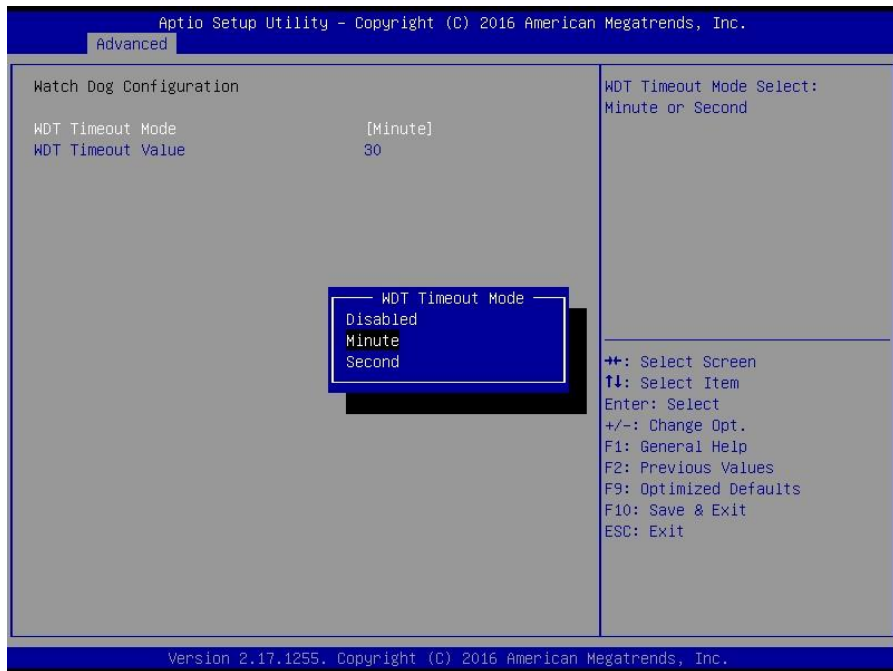 Aptio Setup Utility – Copyright (C) 2016 American Megatrends, Inc.
Advanced
Watch Dog Configuration
WDT Timeout Mode [Minute]
WDT Timeout Value 30
WDT Timeout Mode Select:
Minute or Second
WDT Timeout Mode
Disabled
Minute
Second
→←: Select Screen
↑↓: Select Item
Enter: Select
+/-: Change Opt.
F1: General Help
F2: Previous Values
F9: Optimized Defaults
F10: Save & Exit
ESC: Exit
Version 2.17.1255. Copyright (C) 2016 American Megatrends, Inc.